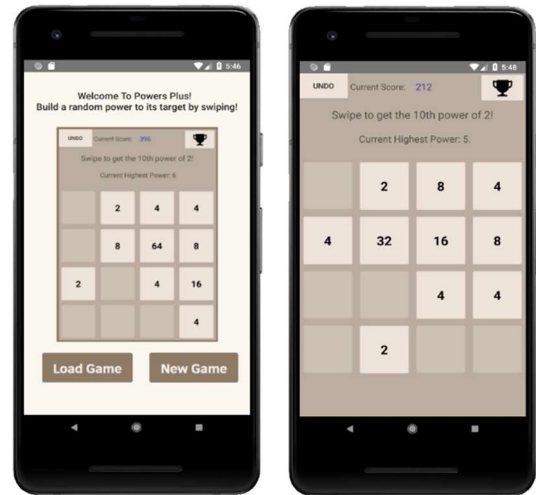 5:46
Welcome To Powers Plus!
Build a random power to its target by swiping!
UNDO Current Score: 396
Swipe to get the 10th power of 2!
Current Highest Power: 6.
2 4 4
8 64 8
2 4 16
4
Load Game New Game
5:48
UNDO Current Score: 212
Swipe to get the 10th power of 2!
Current Highest Power: 5.
2 8 4
4 32 16 8
4 4
2